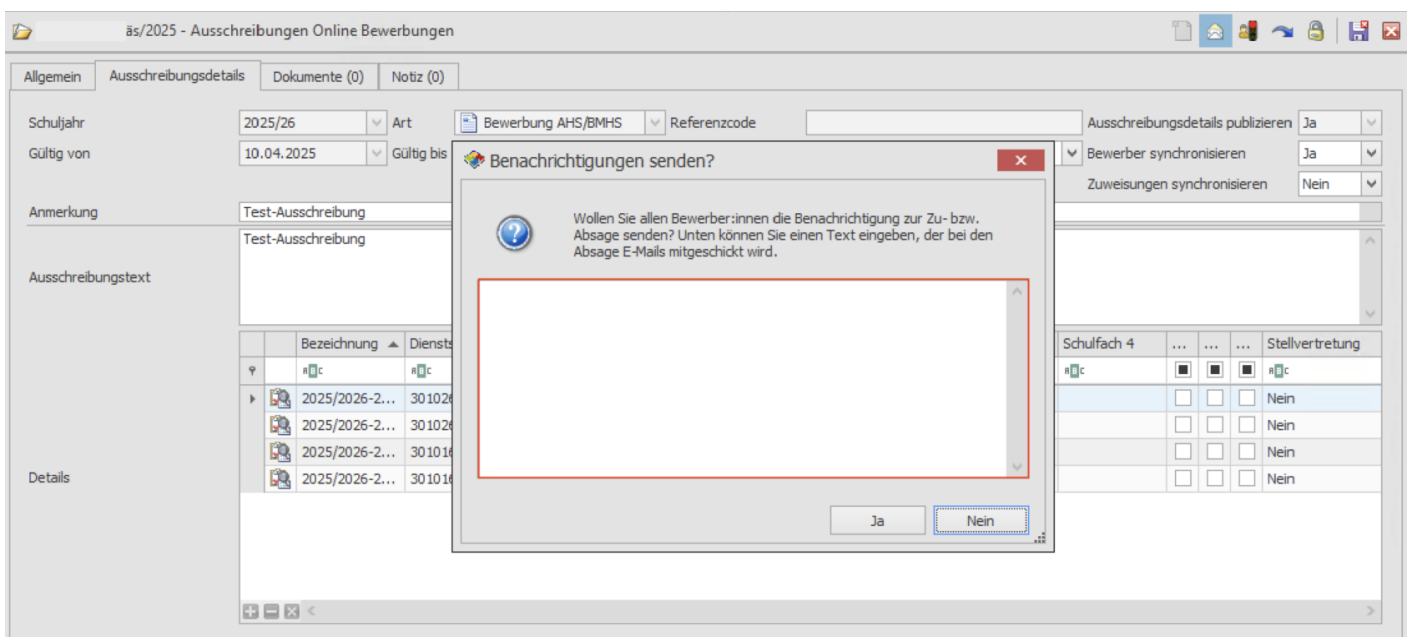 äs/2025 - Ausschreibungen Online Bewerbungen
Allgemein Ausschreibungsdetails Dokumente (0) Notiz (0)
Schuljahr 2025/26 Art Bewerbung AHS/BMHS Referenzcode Ausschreibungsdetails publizieren Ja
Gültig von 10.04.2025 Gültig bis Bewerber synchronisieren Ja
Zuweisungen synchronisieren Nein
Anmerkung Test-Ausschreibung
Ausschreibungstext Test-Ausschreibung
Benachrichtigungen senden?
Wollen Sie allen Bewerber:innen die Benachrichtigung zur Zu- bzw.
Absage senden? Unten können Sie einen Text eingeben, der bei den
Absage E-Mails mitgeschickt wird.
Ja Nein
Details
Bezeichnung Diensts Schulfach 4 ... ... ... Stellvertretung
2025/2026-2... 301026 Nein
2025/2026-2... 301026 Nein
2025/2026-2... 301016 Nein
2025/2026-2... 301016 Nein